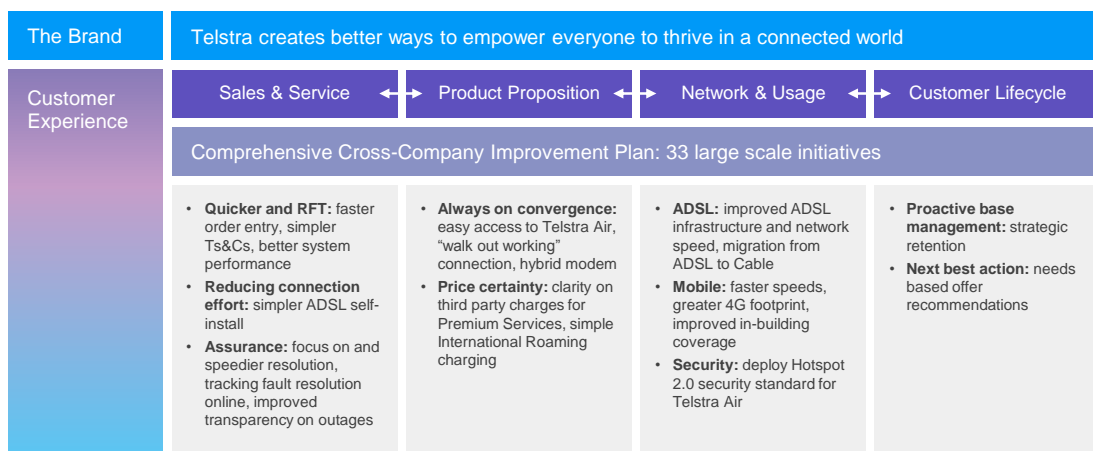 The Brand
Telstra creates better ways to empower everyone to thrive in a connected world
Customer
Experience
Sales & Service
Product Proposition
Network & Usage
Customer Lifecycle
Comprehensive Cross-Company Improvement Plan: 33 large scale initiatives
• Quicker and RFT: faster
order entry, simpler
Ts&Cs, better system
performance
• Reducing connection
effort: simpler ADSL self-
install
• Assurance: focus on and
speedier resolution,
tracking fault resolution
online, improved
transparency on outages
• Always on convergence:
easy access to Telstra Air,
“walk out working”
connection, hybrid modem
• Price certainty: clarity on
third party charges for
Premium Services, simple
International Roaming
charging
• ADSL: improved ADSL
infrastructure and network
speed, migration from
ADSL to Cable
• Mobile: faster speeds,
greater 4G footprint,
improved in-building
coverage
• Security: deploy Hotspot
2.0 security standard for
Telstra Air
• Proactive base
management: strategic
retention
• Next best action: needs
based offer
recommendations